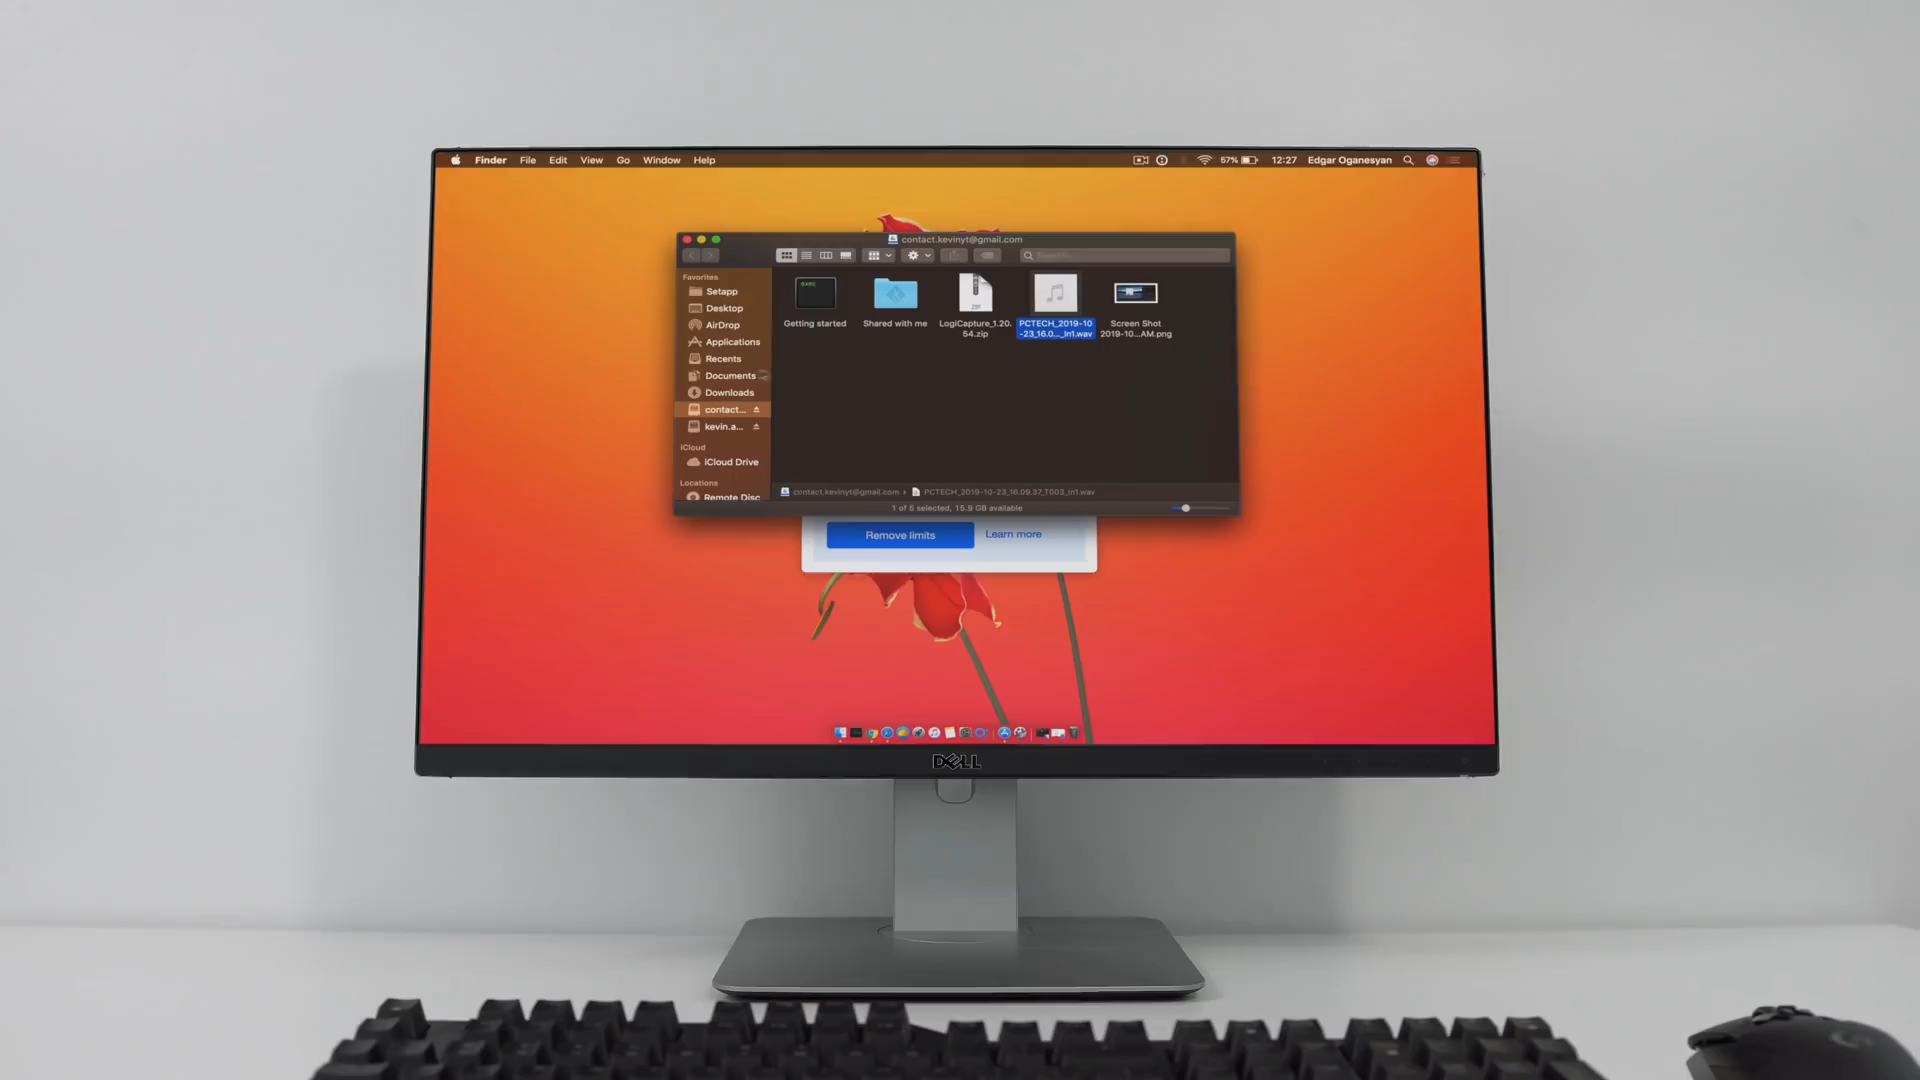 Finder File Edit View Go Window Help 57% 12:27 Edgar Oganesyan
contact.kevinyt@gmail.com
Favorites
Setapp
Desktop
AirDrop
Applications
Recents
Documents
Downloads
contact...
kevin.a...
iCloud
iCloud Drive
Locations
Remote Disc
exec
Getting started
Shared with me
ZIP
LogiCapture_1.20.
54.zip
PCTECH_2019-10
-23_16.0..._In1.wav
Screen Shot
2019-10...AM.png
contact.kevinyt@gmail.com › PCTECH_2019-10-23_16.09.37_T003_In1.wav
1 of 5 selected, 15.9 GB available
Remove limits Learn more
DELL